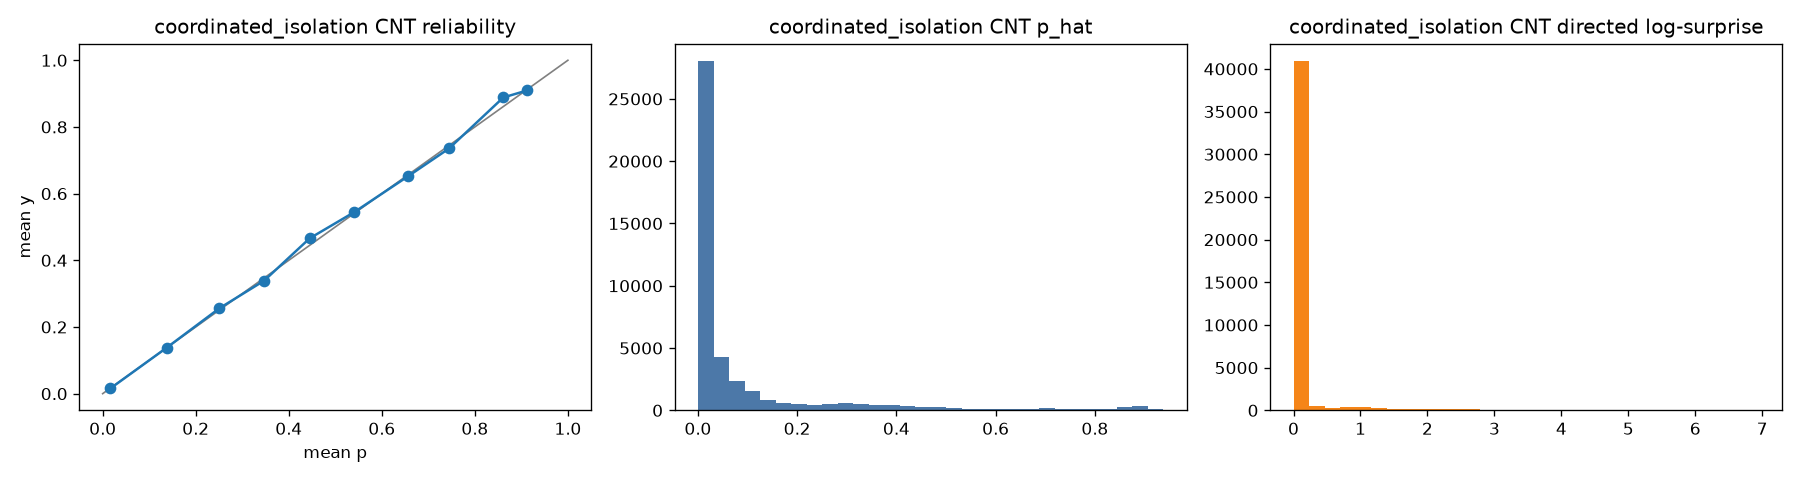 coordinated_isolation CNT reliability
mean y
1.0
0.8
0.6
0.4
0.2
0.0
0.0 0.2 0.4 0.6 0.8 1.0
mean p
coordinated_isolation CNT p_hat
25000
20000
15000
10000
5000
0
0.0 0.2 0.4 0.6 0.8
coordinated_isolation CNT directed log-surprise
40000
35000
30000
25000
20000
15000
10000
5000
0
0 1 2 3 4 5 6 7